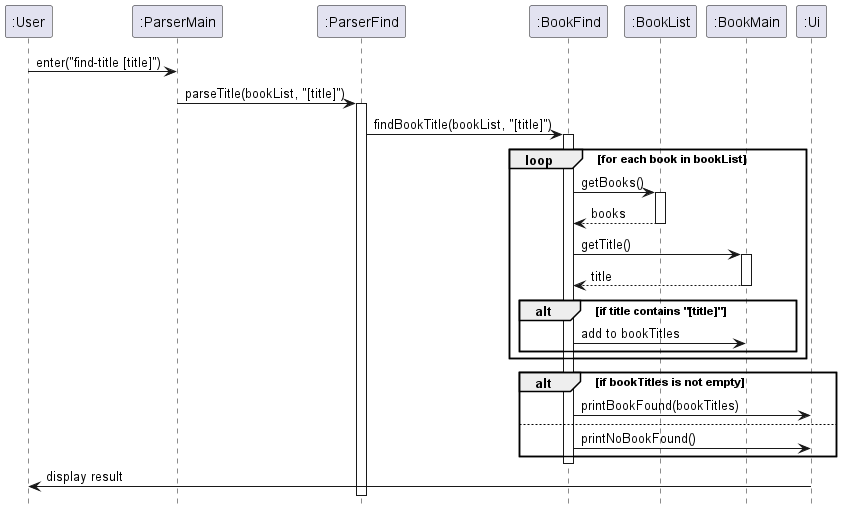 :User :ParserMain :ParserFind :BookFind :BookList :BookMain :Ui
enter("find-title [title]")
parseTitle(bookList, "[title]")
findBookTitle(bookList, "[title]")
loop [for each book in bookList]
getBooks()
books
getTitle()
title
alt [if title contains "[title]"]
add to bookTitles
alt [if bookTitles is not empty]
printBookFound(bookTitles)
printNoBookFound()
display result